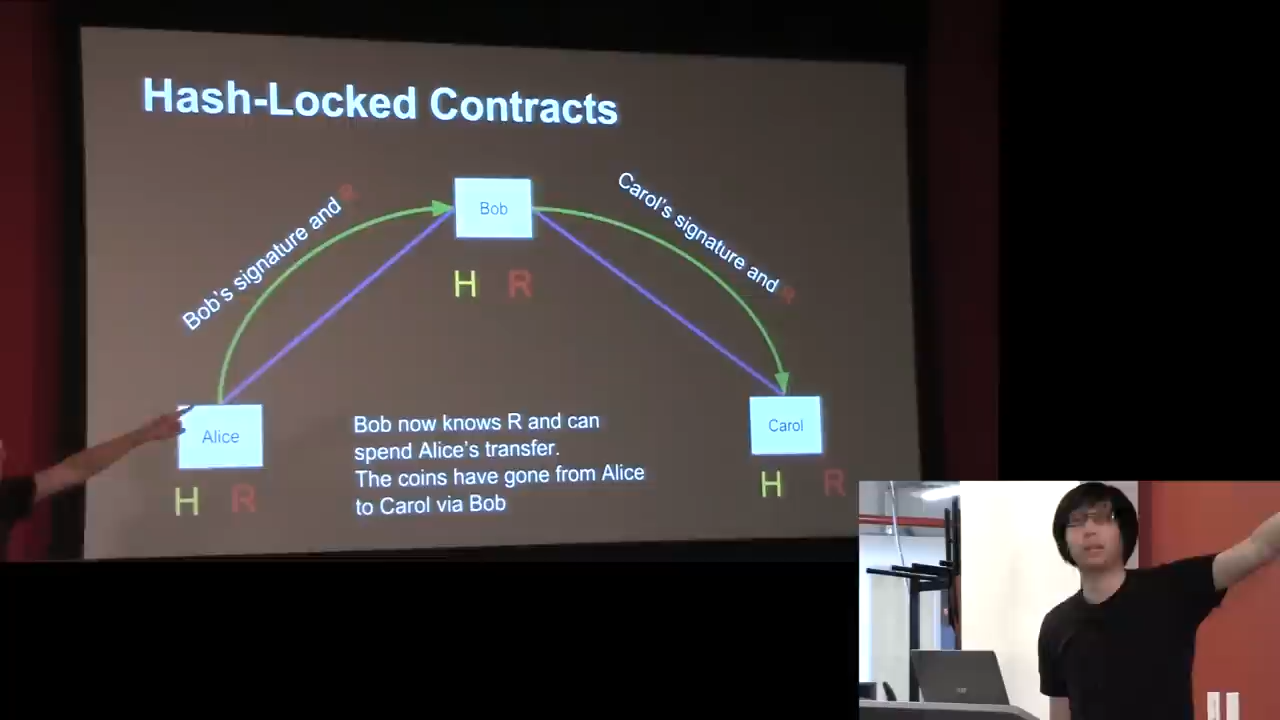 Hash-Locked Contracts
Bob's signature and R
Carol's signature and R
Bob
H R
Alice
H R
Carol
H R
Bob now knows R and can
spend Alice's transfer.
The coins have gone from Alice
to Carol via Bob